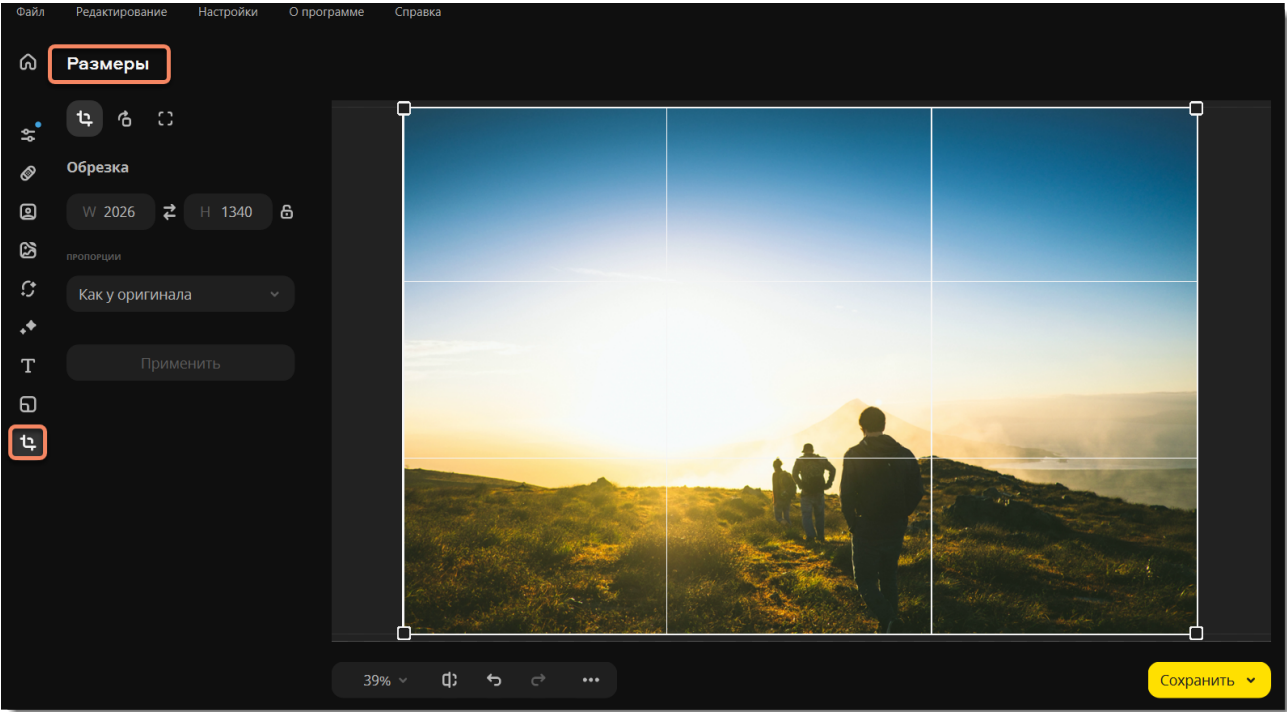 Файл Редактирование Настройки О программе Справка
Размеры
Обрезка
W 2026 H 1340
ПРОПОРЦИИ
Как у оригинала
Применить
T
39%
Сохранить